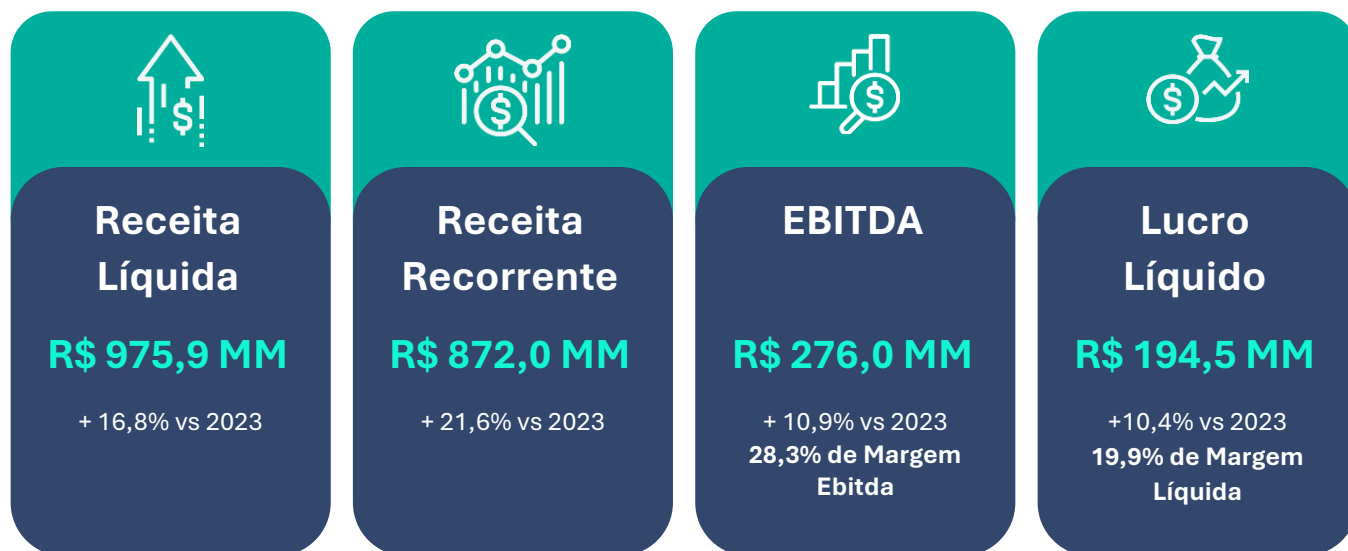 $
$
$
$
Receita
Líquida
R$ 975,9 MM
+ 16,8% vs 2023
Receita
Recorrente
R$ 872,0 MM
+ 21,6% vs 2023
EBITDA
R$ 276,0 MM
+ 10,9% vs 2023
28,3% de Margem
Ebitda
Lucro
Líquido
R$ 194,5 MM
+10,4% vs 2023
19,9% de Margem
Líquida